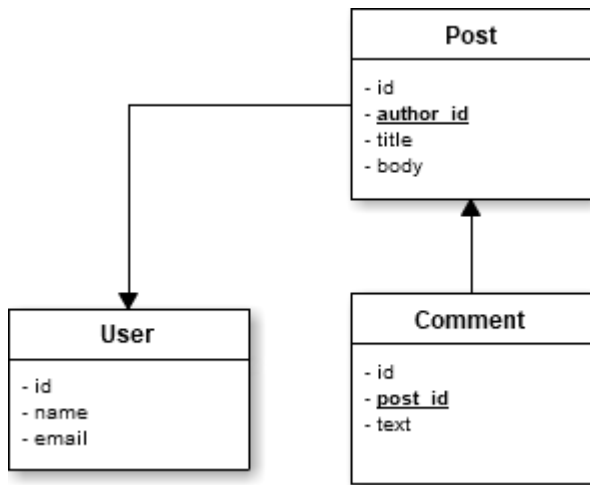 Post
- id
- author_id
- title
- body
User
- id
- name
- email
Comment
- id
- post_id
- text